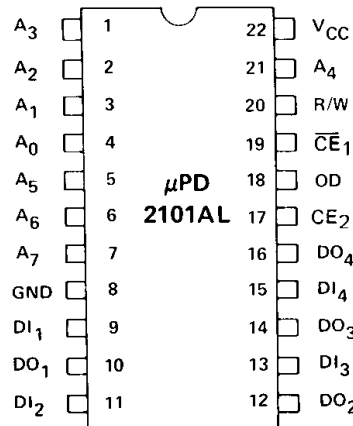 A3 1 22 VCC
A2 2 21 A4
A1 3 20 R/W
A0 4 19 CE1
A5 5 18 OD
μPD
A6 6 17 CE2
2101AL
A7 7 16 DO4
GND 8 15 DI4
DI1 9 14 DO3
DO1 10 13 DI3
DI2 11 12 DO2